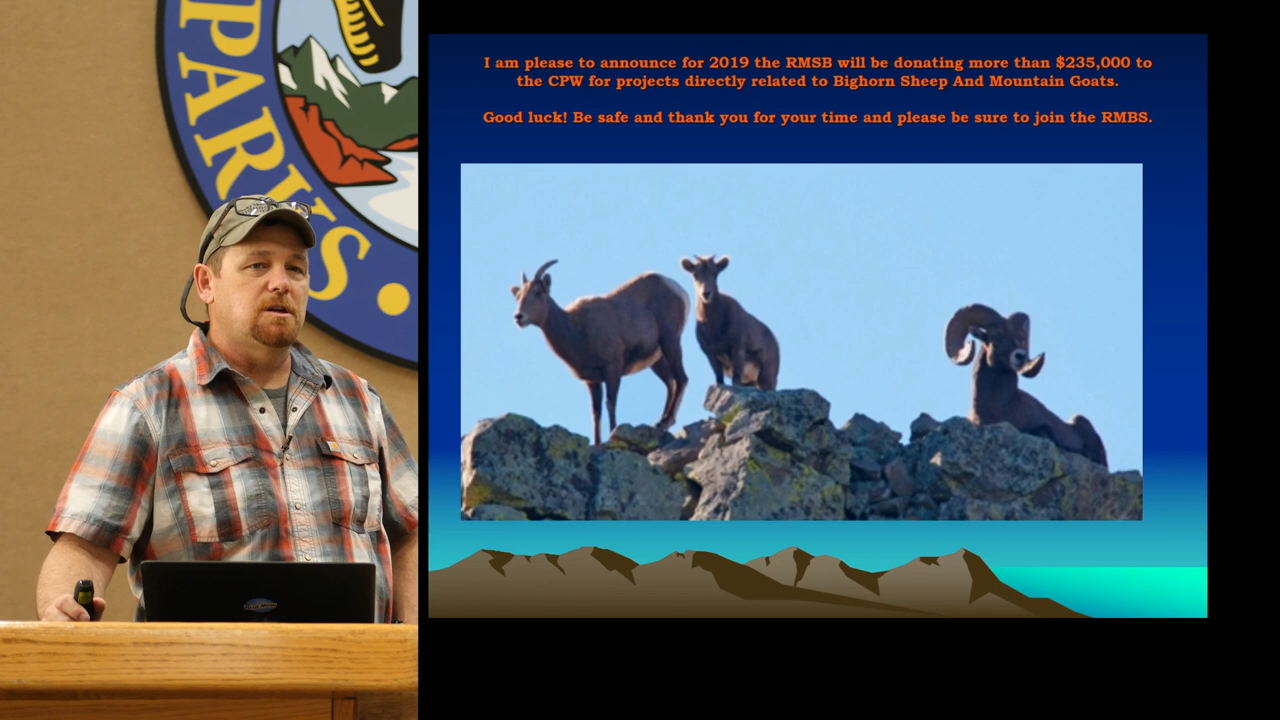 PARKS
I am please to announce for 2019 the RMSB will be donating more than $235,000 to
the CPW for projects directly related to Bighorn Sheep And Mountain Goats.
Good luck! Be safe and thank you for your time and please be sure to join the RMBS.